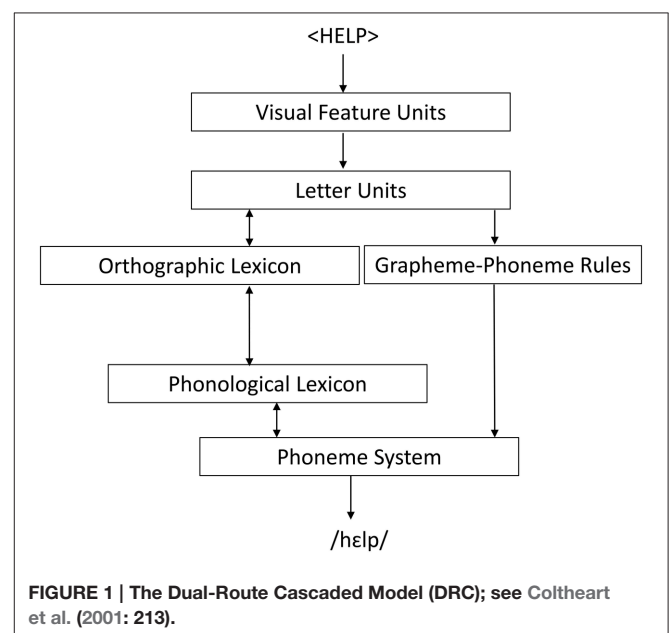 <HELP>
Visual Feature Units
Letter Units
Orthographic Lexicon
Grapheme-Phoneme Rules
Phonological Lexicon
Phoneme System
/hɛlp/
FIGURE 1 | The Dual-Route Cascaded Model (DRC); see Coltheart
et al. (2001: 213).